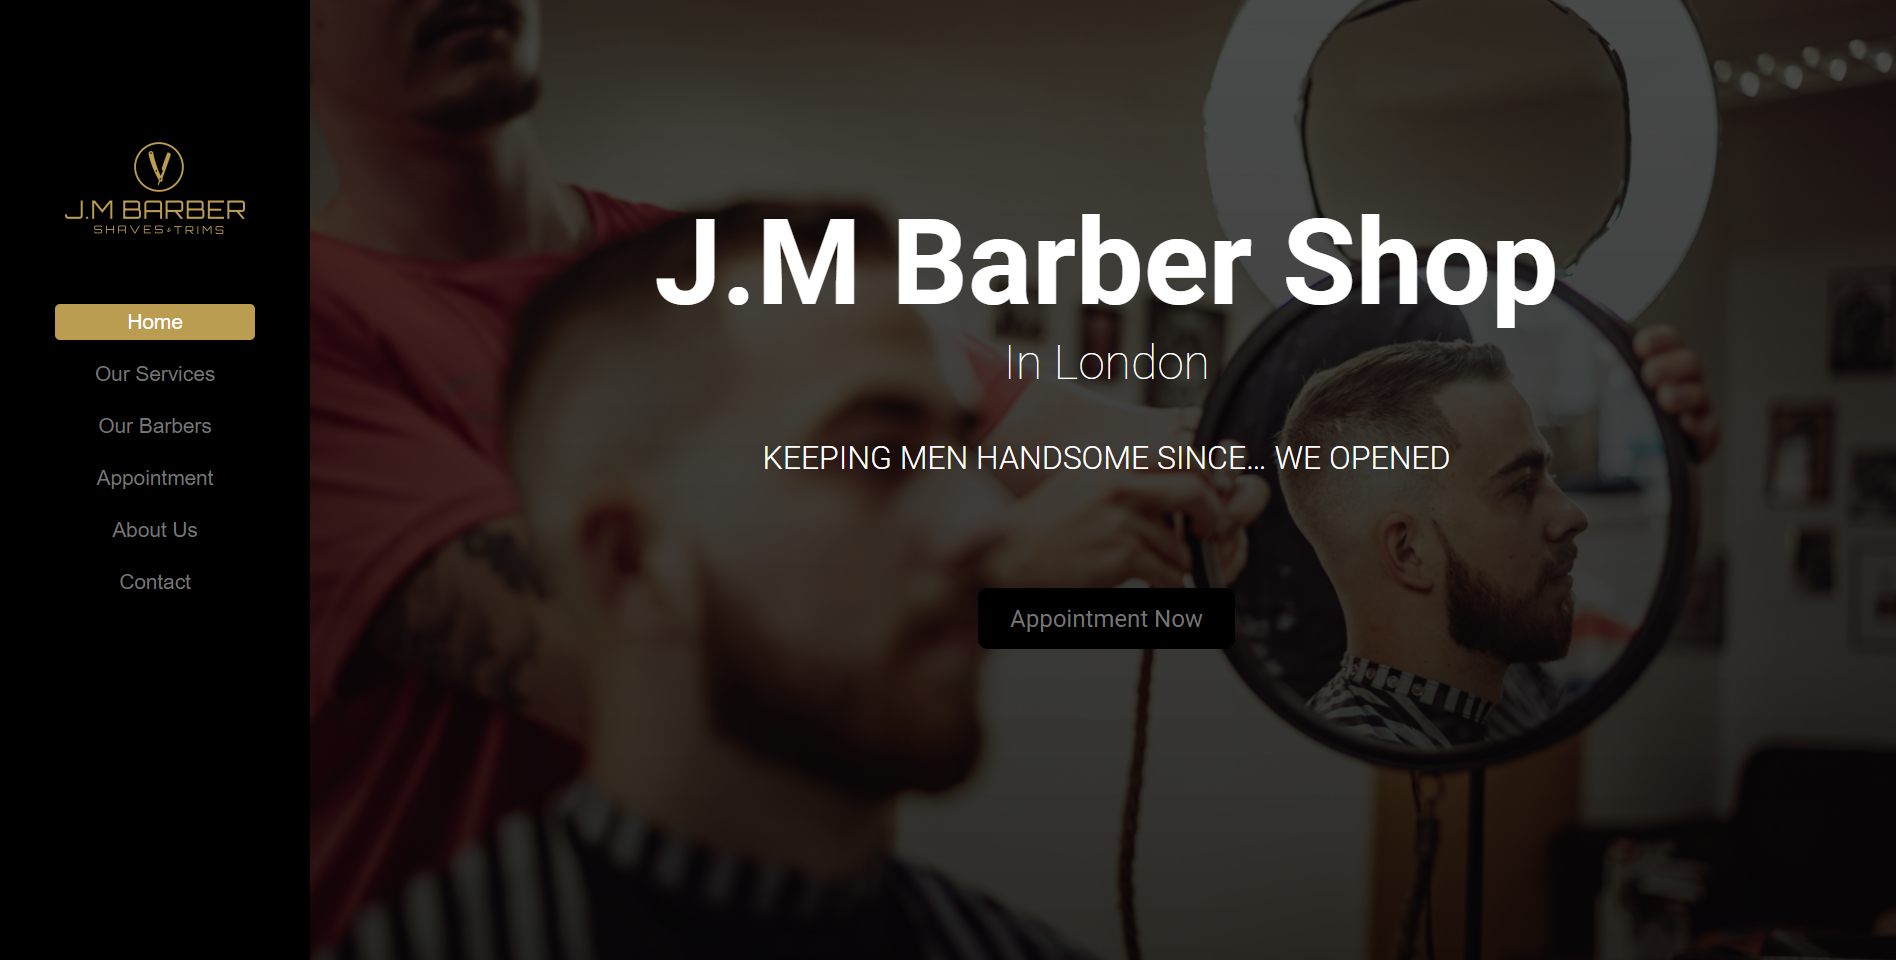 J.M BARBER
SHAVES & TRIMS
Home
Our Services
Our Barbers
Appointment
About Us
Contact
J.M Barber Shop
In London
KEEPING MEN HANDSOME SINCE... WE OPENED
Appointment Now